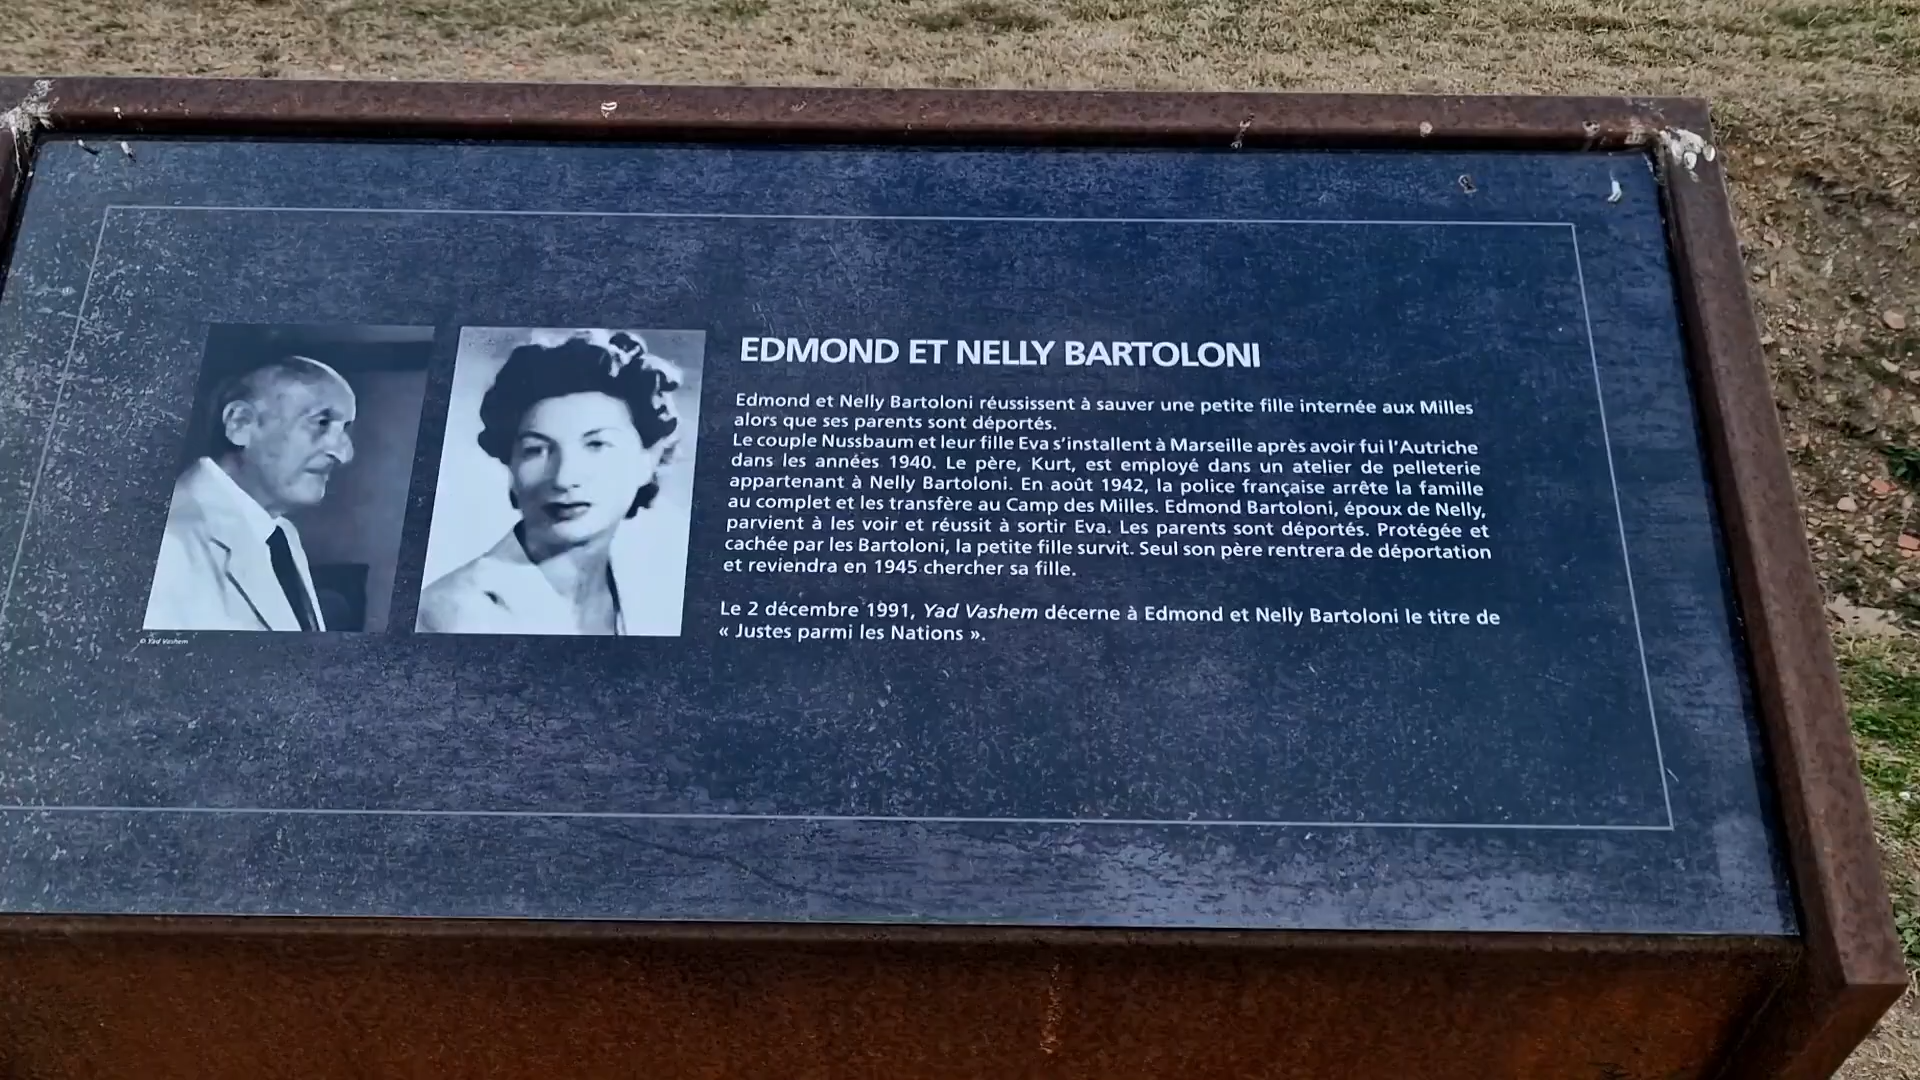 EDMOND ET NELLY BARTOLONI
Edmond et Nelly Bartoloni réussissent à sauver une petite fille internée aux Milles
alors que ses parents sont déportés.
Le couple Nussbaum et leur fille Eva s'installent à Marseille après avoir fui l'Autriche
dans les années 1940. Le père, Kurt, est employé dans un atelier de pelleterie
appartenant à Nelly Bartoloni. En août 1942, la police française arrête la famille
au complet et les transfère au Camp des Milles. Edmond Bartoloni, époux de Nelly,
parvient à les voir et réussit à sortir Eva. Les parents sont déportés. Protégée et
cachée par les Bartoloni, la petite fille survit. Seul son père rentrera de déportation
et reviendra en 1945 chercher sa fille.
Le 2 décembre 1991, Yad Vashem décerne à Edmond et Nelly Bartoloni le titre de
« Justes parmi les Nations ».
© Yad Vashem